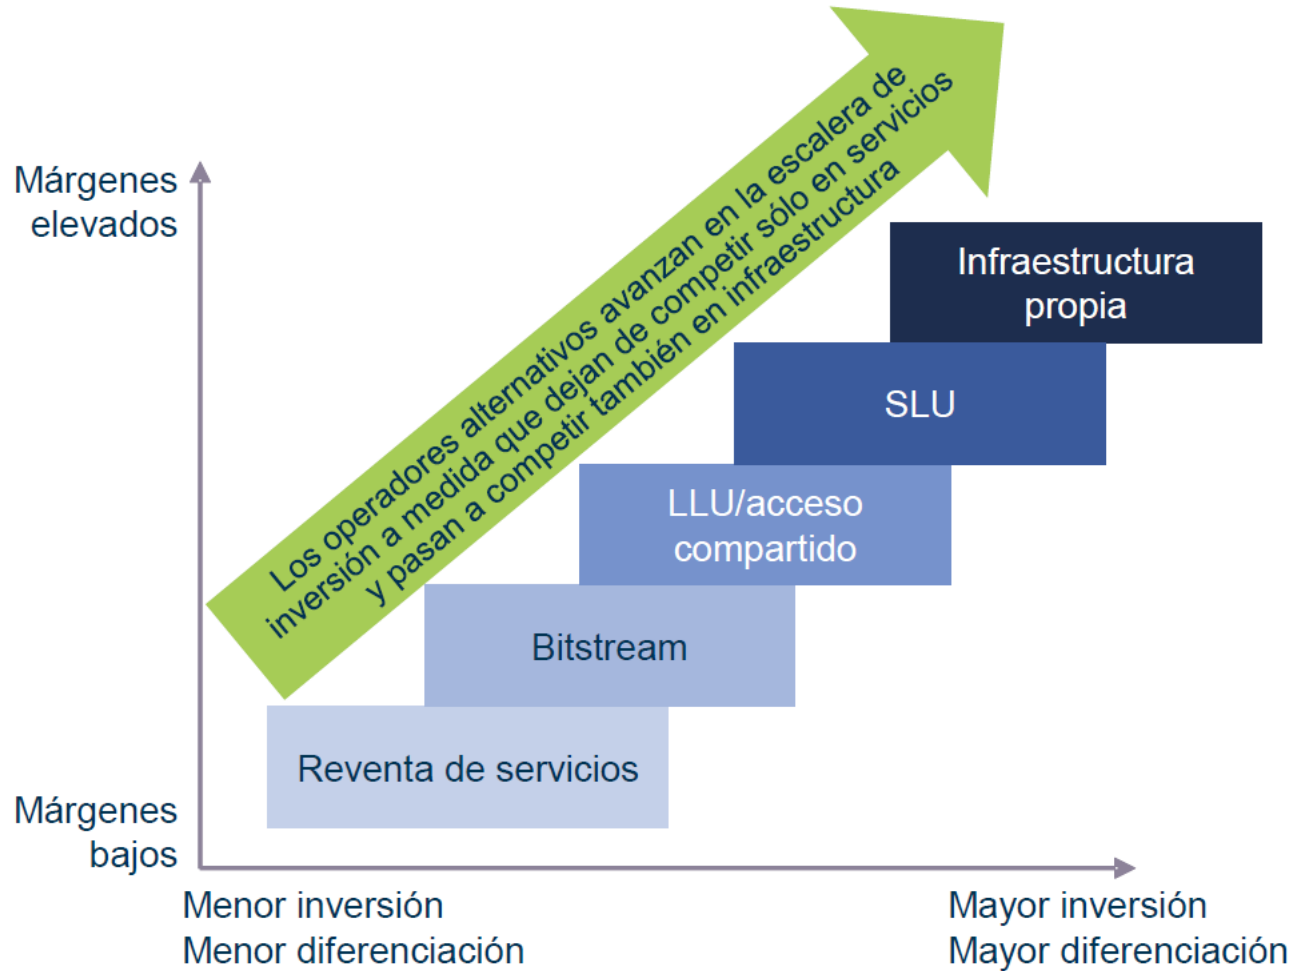 Los operadores alternativos avanzan en la escalera de
inversión a medida que dejan de competir sólo en servicios
y pasan a competir también en infraestructura
Márgenes
elevados
Infraestructura
propia
SLU
LLU/acceso
compartido
Bitstream
Reventa de servicios
Márgenes
bajos
Menor inversión
Menor diferenciación
Mayor inversión
Mayor diferenciación